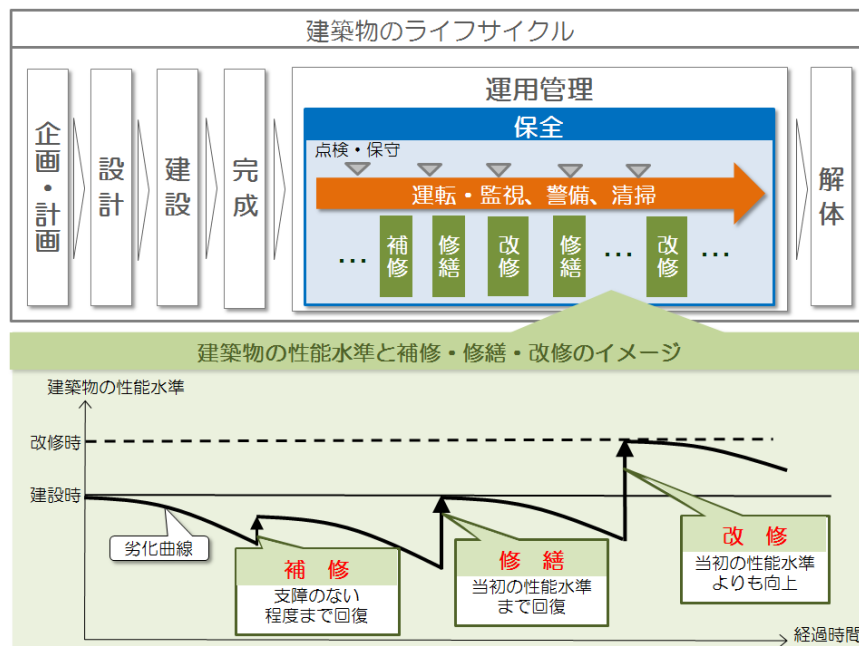 建築物のライフサイクル
企画・計画
設計
建設
完成
運用管理
保全
点検・保守
運転・監視、警備、清掃
…
補修
修繕
改修
修繕
…
改修
…
解体
建築物の性能水準と補修・修繕・改修のイメージ
建築物の性能水準
改修時
建設時
劣化曲線
補　修
支障のない
程度まで回復
修　繕
当初の性能水準
まで回復
改　修
当初の性能水準
よりも向上
経過時間